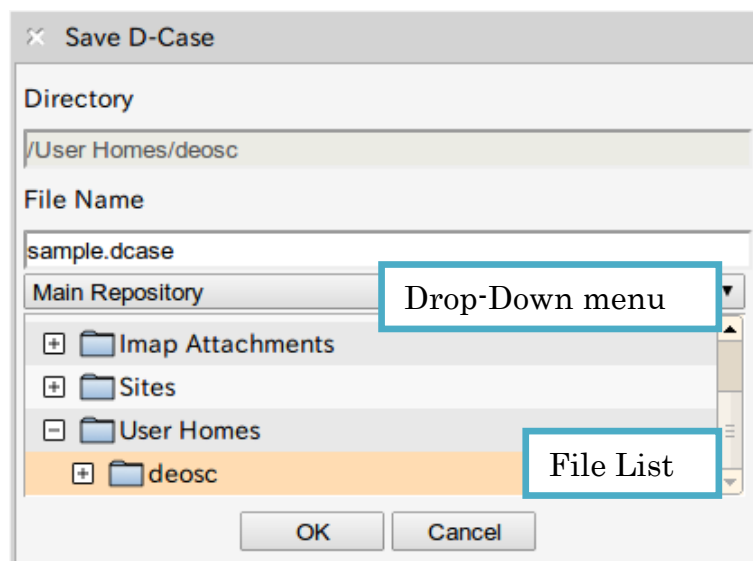 Save D-Case
Directory
/User Homes/deosc
File Name
sample.dcase
Main Repository
Drop-Down menu
Imap Attachments
Sites
User Homes
deosc
File List
OK Cancel